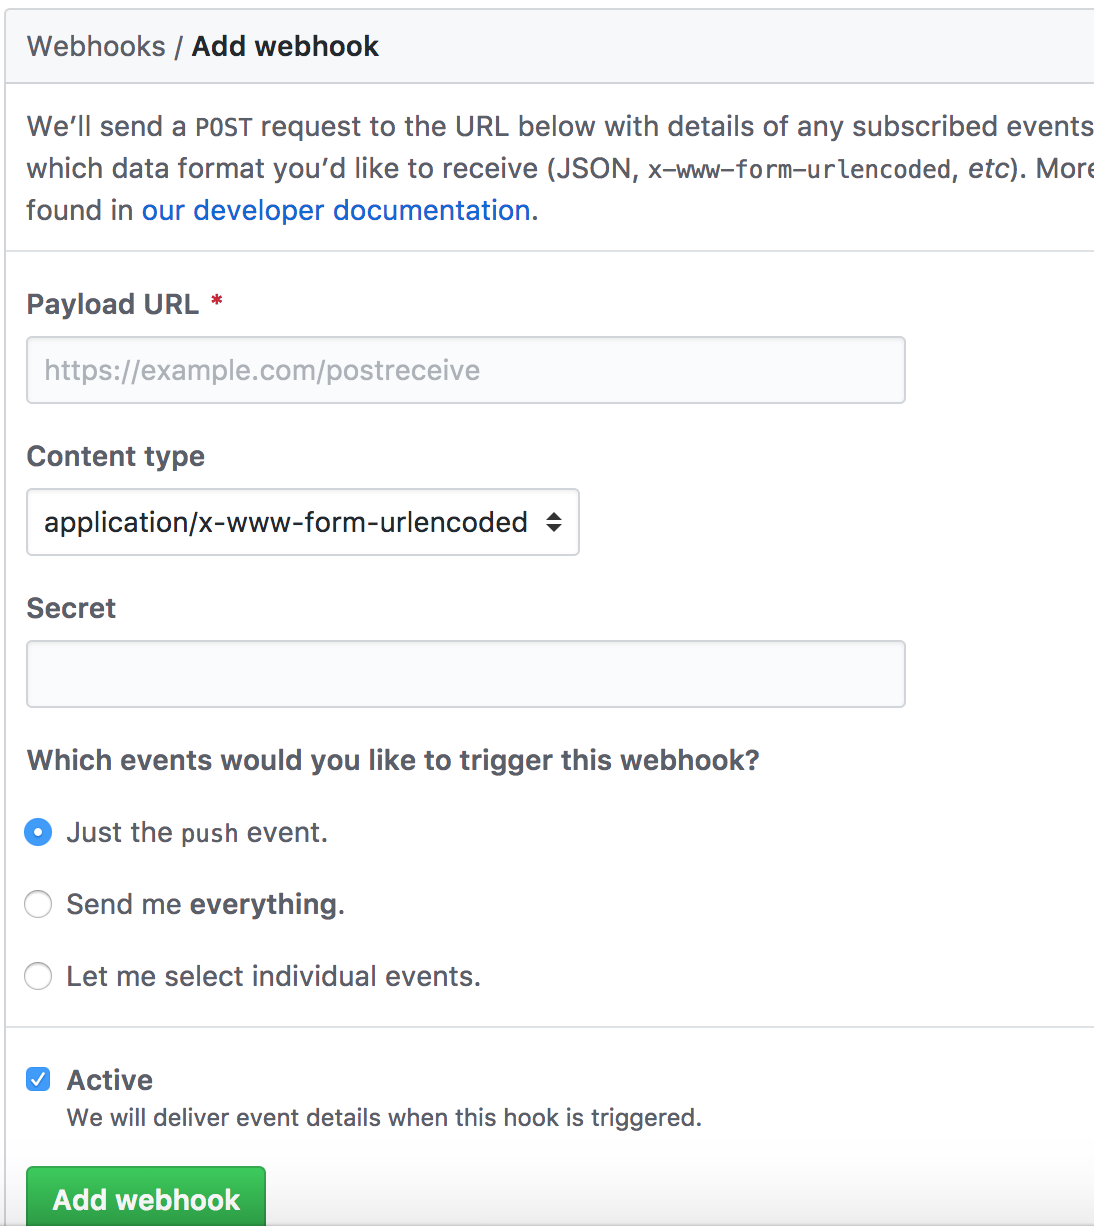 Webhooks / Add webhook
We’ll send a POST request to the URL below with details of any subscribed events
which data format you’d like to receive (JSON, x-www-form-urlencoded, etc). More
found in our developer documentation.
Payload URL *
https://example.com/postreceive
Content type
application/x-www-form-urlencoded
Secret
Which events would you like to trigger this webhook?
Just the push event.
Send me everything.
Let me select individual events.
Active
We will deliver event details when this hook is triggered.
Add webhook